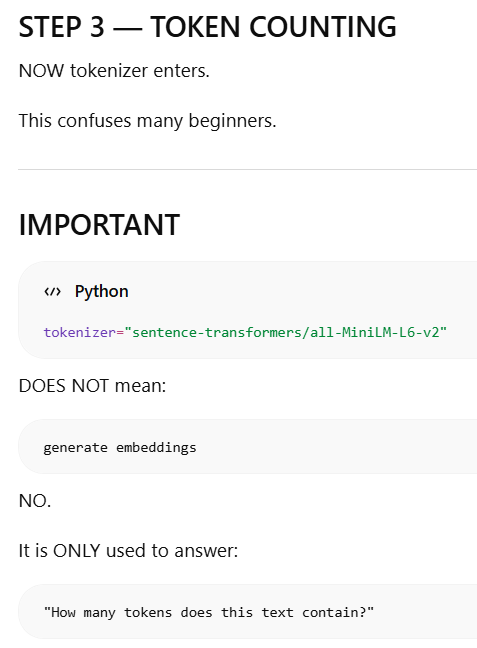 STEP 3 — TOKEN COUNTING
NOW tokenizer enters.
This confuses many beginners.
IMPORTANT
Python
tokenizer="sentence-transformers/all-MiniLM-L6-v2"
DOES NOT mean:
generate embeddings
NO.
It is ONLY used to answer:
"How many tokens does this text contain?"